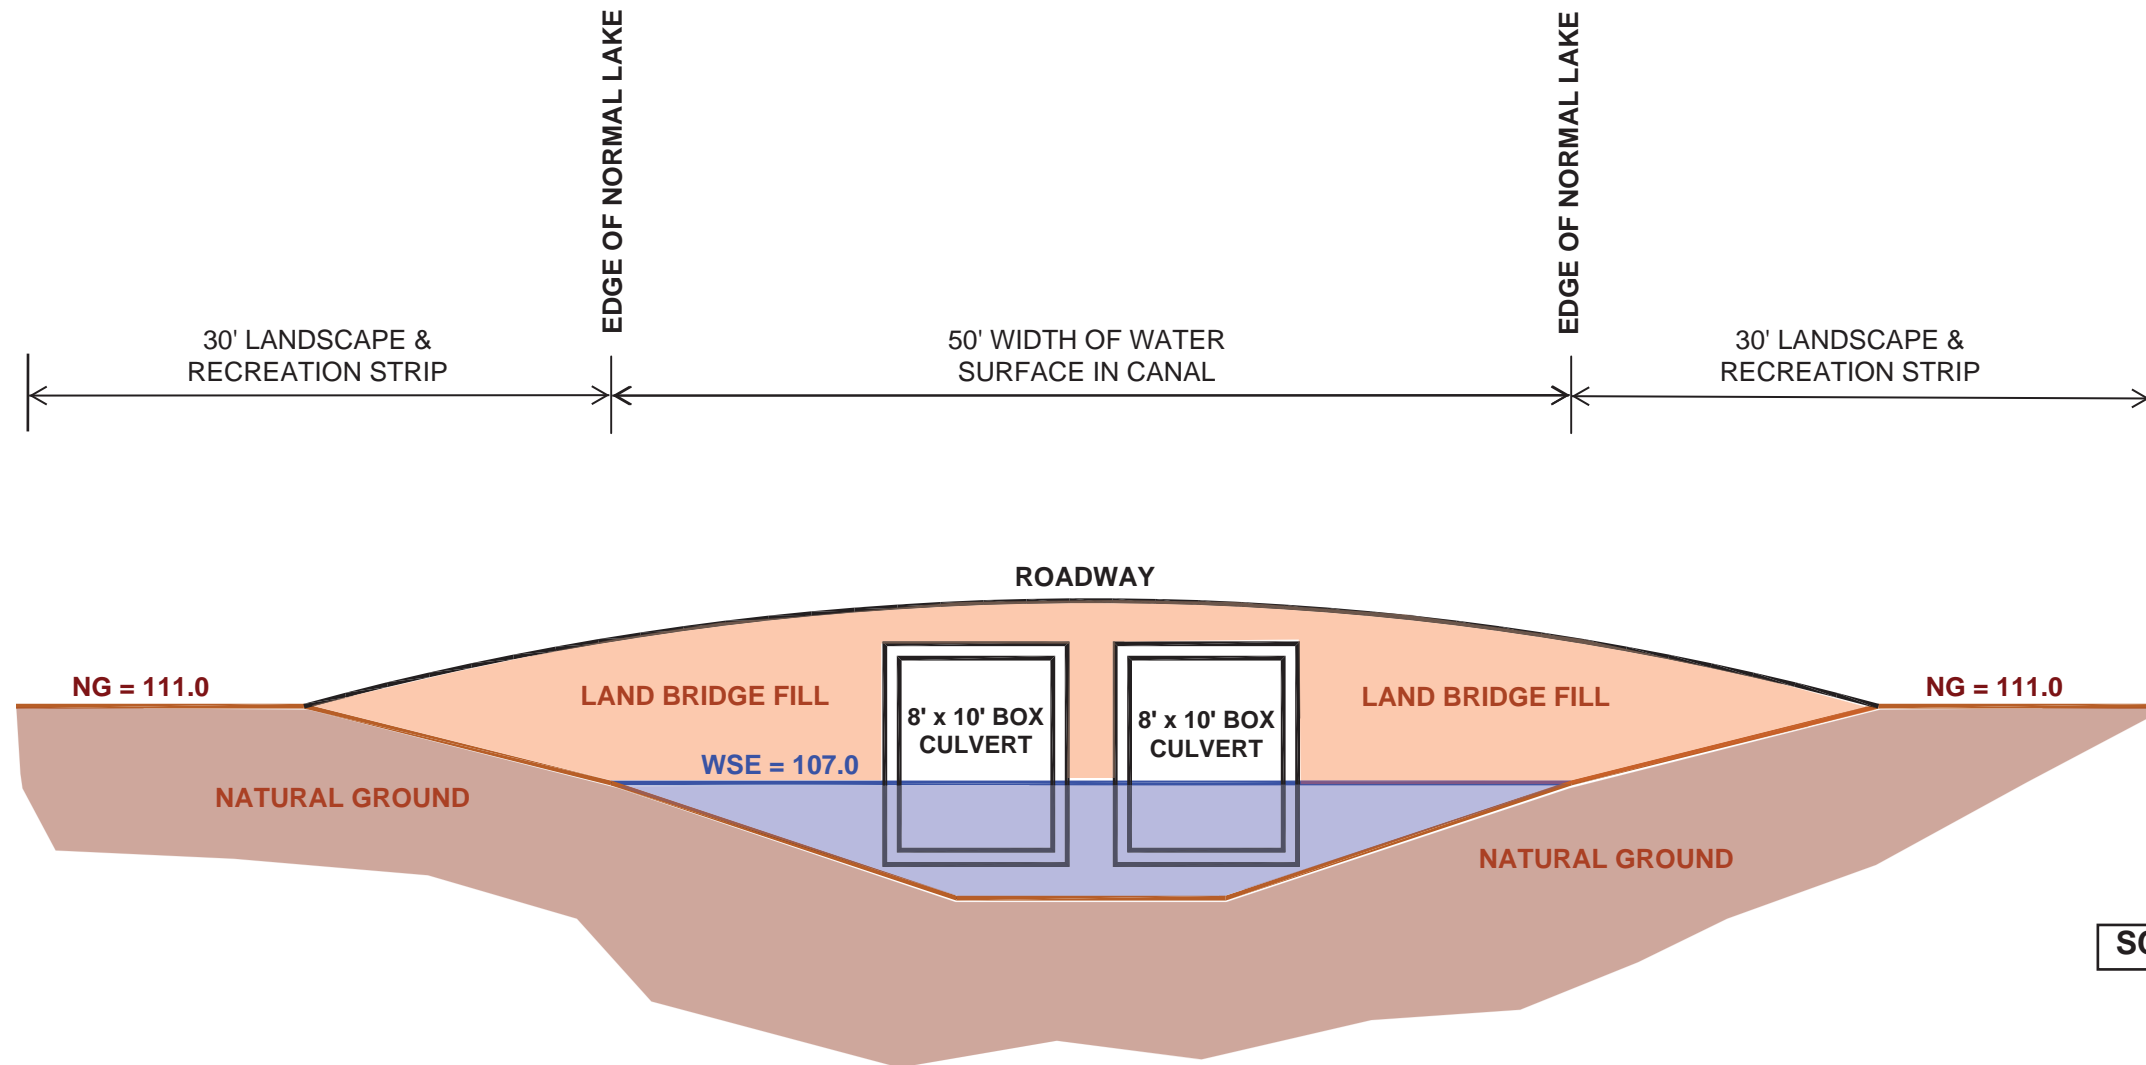 EDGE OF NORMAL LAKE
EDGE OF NORMAL LAKE
30' LANDSCAPE &
RECREATION STRIP
50' WIDTH OF WATER
SURFACE IN CANAL
30' LANDSCAPE &
RECREATION STRIP
ROADWAY
NG = 111.0
LAND BRIDGE FILL
8' x 10' BOX
CULVERT
8' x 10' BOX
CULVERT
LAND BRIDGE FILL
NG = 111.0
WSE = 107.0
NATURAL GROUND
NATURAL GROUND